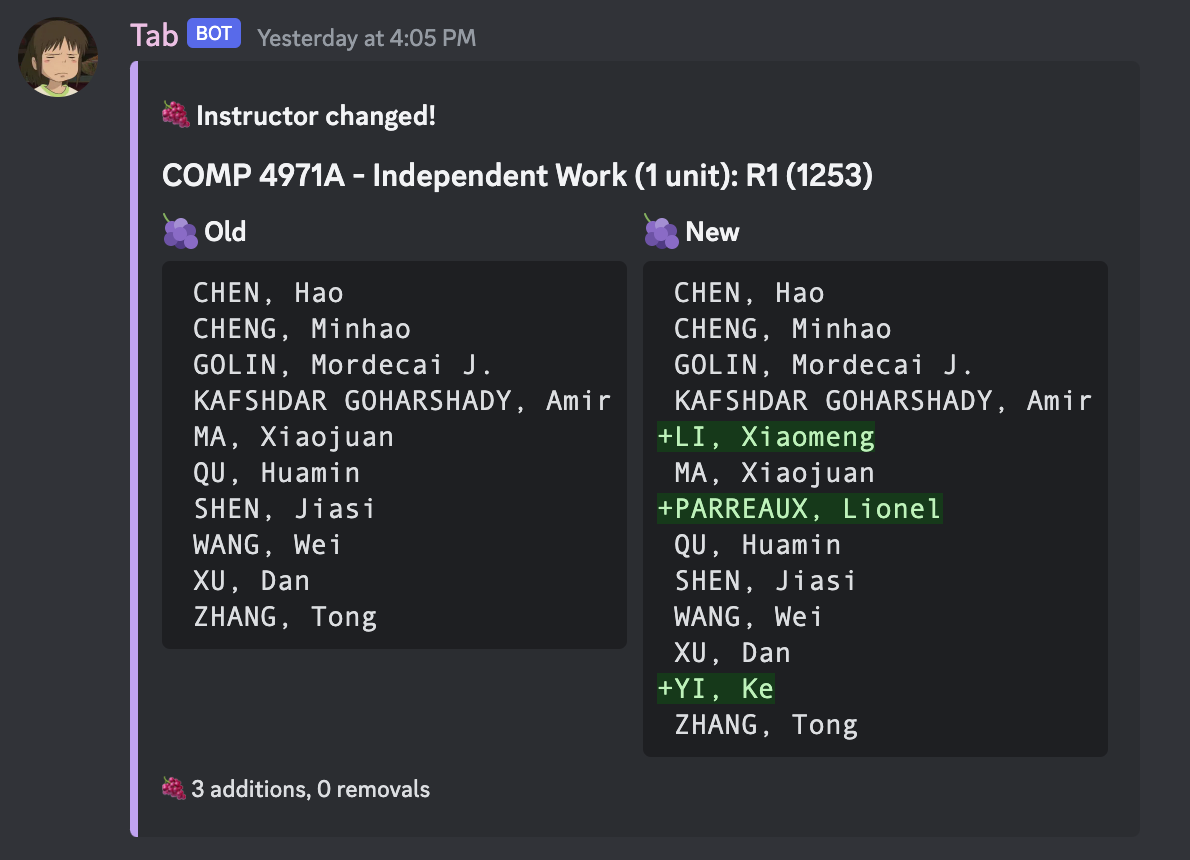 Tab BOT Yesterday at 4:05 PM
Instructor changed!
COMP 4971A - Independent Work (1 unit): R1 (1253)
Old
CHEN, Hao
CHENG, Minhao
GOLIN, Mordecai J.
KAFSHDAR GOHARSHADY, Amir
MA, Xiaojuan
QU, Huamin
SHEN, Jiasi
WANG, Wei
XU, Dan
ZHANG, Tong
New
CHEN, Hao
CHENG, Minhao
GOLIN, Mordecai J.
KAFSHDAR GOHARSHADY, Amir
+LI, Xiaomeng
MA, Xiaojuan
+PARREAUX, Lionel
QU, Huamin
SHEN, Jiasi
WANG, Wei
XU, Dan
+YI, Ke
ZHANG, Tong
3 additions, 0 removals